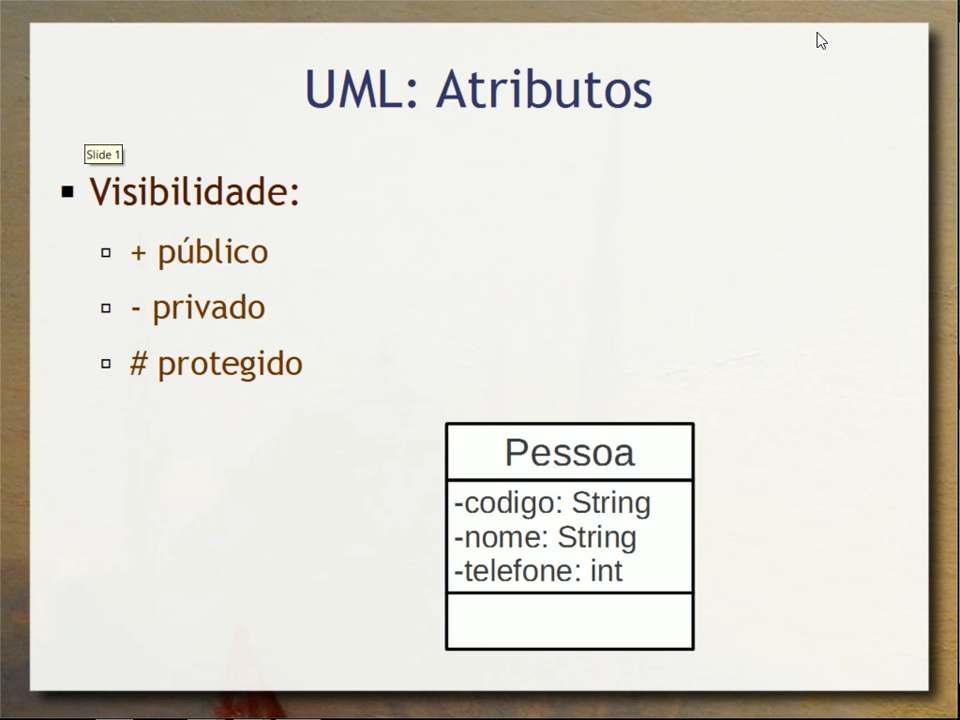 UML: Atributos
Slide 1
Visibilidade:
+ público
- privado
# protegido
Pessoa
-codigo: String
-nome: String
-telefone: int